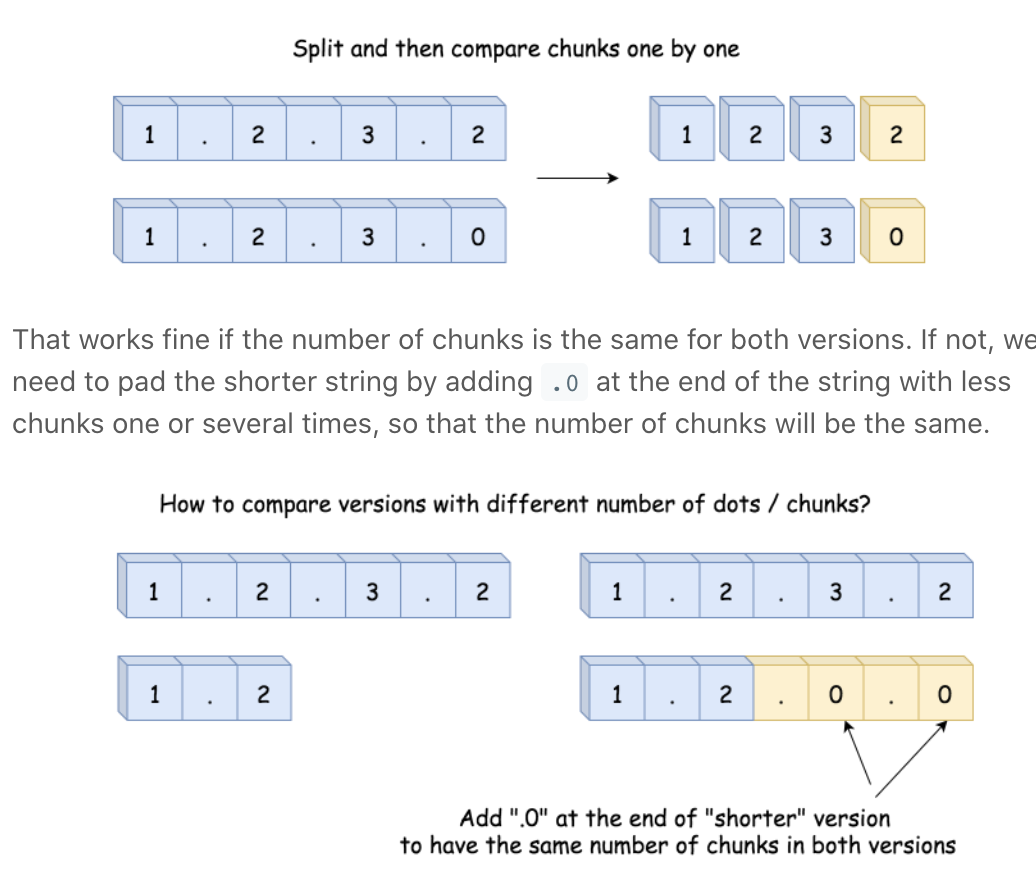 Split and then compare chunks one by one
1 . 2 . 3 . 2 1 2 3 2
1 . 2 . 3 . 0 1 2 3 0
That works fine if the number of chunks is the same for both versions. If not, we
need to pad the shorter string by adding .0 at the end of the string with less
chunks one or several times, so that the number of chunks will be the same.
How to compare versions with different number of dots / chunks?
1 . 2 . 3 . 2 1 . 2 . 3 . 2
1 . 2 1 . 2 . 0 . 0
Add ".0" at the end of "shorter" version
to have the same number of chunks in both versions